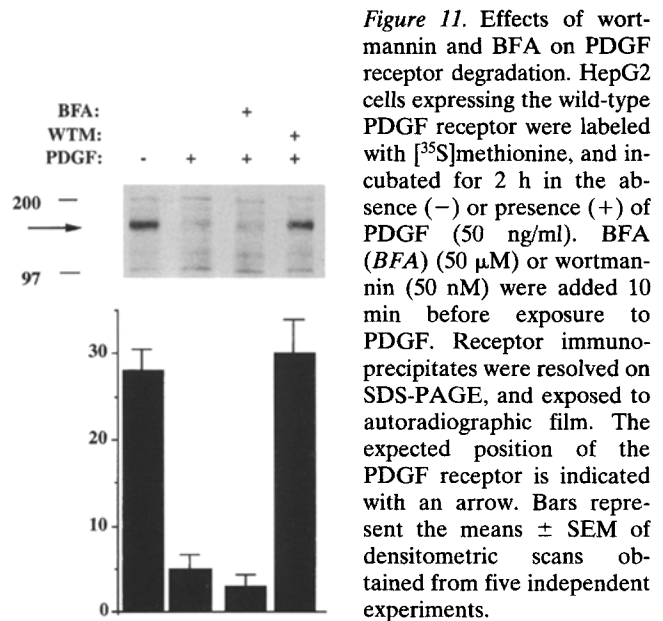 BFA: +
WTM: +
PDGF: - + + +
200
97
30
20
10
0
Figure 11. Effects of wort-
mannin and BFA on PDGF
receptor degradation. HepG2
cells expressing the wild-type
PDGF receptor were labeled
with [³⁵S]methionine, and in-
cubated for 2 h in the ab-
sence (−) or presence (+) of
PDGF (50 ng/ml). BFA
(BFA) (50 μM) or wortman-
nin (50 nM) were added 10
min before exposure to
PDGF. Receptor immuno-
precipitates were resolved on
SDS-PAGE, and exposed to
autoradiographic film. The
expected position of the
PDGF receptor is indicated
with an arrow. Bars repre-
sent the means ± SEM of
densitometric scans ob-
tained from five independent
experiments.